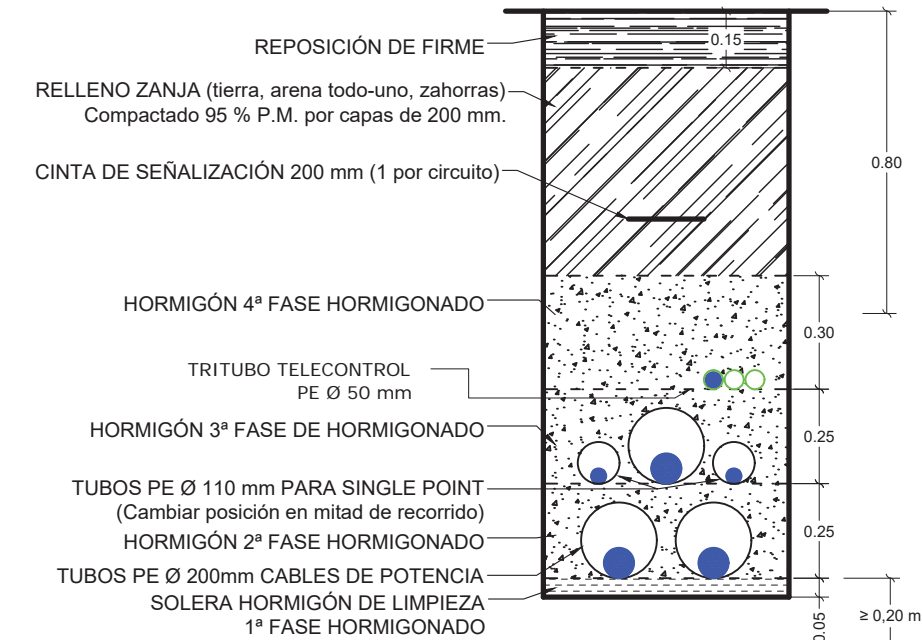 0.15
REPOSICIÓN DE FIRME
RELLENO ZANJA (tierra, arena todo-uno, zahorras)
Compactado 95 % P.M. por capas de 200 mm.
0.80
CINTA DE SEÑALIZACIÓN 200 mm (1 por circuito)
HORMIGÓN 4ª FASE HORMIGONADO
0.30
TRITUBO TELECONTROL
PE Ø 50 mm
HORMIGÓN 3ª FASE DE HORMIGONADO
0.25
TUBOS PE Ø 110 mm PARA SINGLE POINT
(Cambiar posición en mitad de recorrido)
HORMIGÓN 2ª FASE HORMIGONADO
0.25
TUBOS PE Ø 200mm CABLES DE POTENCIA
SOLERA HORMIGÓN DE LIMPIEZA
1ª FASE HORMIGONADO
0.05
≥ 0,20 m